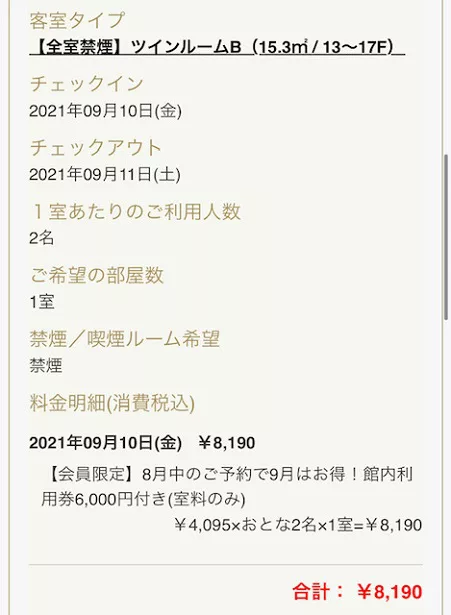 客室タイプ
【全室禁煙】ツインルームB（15.3㎡ / 13〜17F）
チェックイン
2021年09月10日(金)
チェックアウト
2021年09月11日(土)
１室あたりのご利用人数
2名
ご希望の部屋数
1室
禁煙／喫煙ルーム希望
禁煙
料金明細(消費税込)
2021年09月10日(金) ￥8,190
【会員限定】8月中のご予約で9月はお得！館内利
用券6,000円付き(室料のみ)
￥4,095×おとな2名×1室=￥8,190
合計： ￥8,190